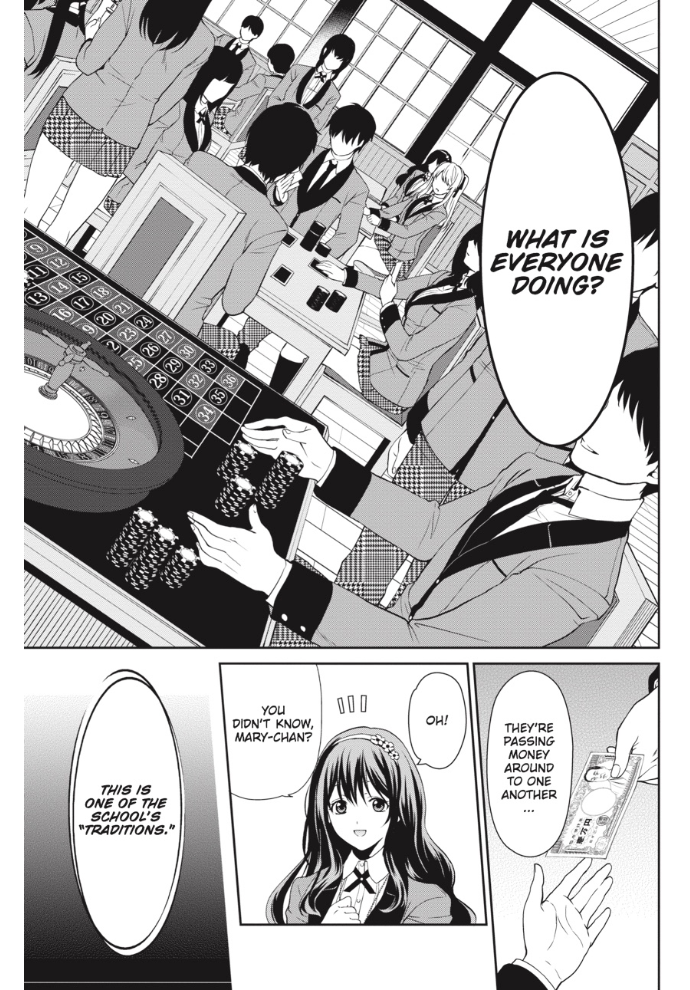 WHAT IS
EVERYONE
DOING?
THEY'RE
PASSING
MONEY
AROUND
TO ONE
ANOTHER
...
OH!
YOU
DIDN'T KNOW,
MARY-CHAN?
THIS IS
ONE OF THE
SCHOOL'S
"TRADITIONS."